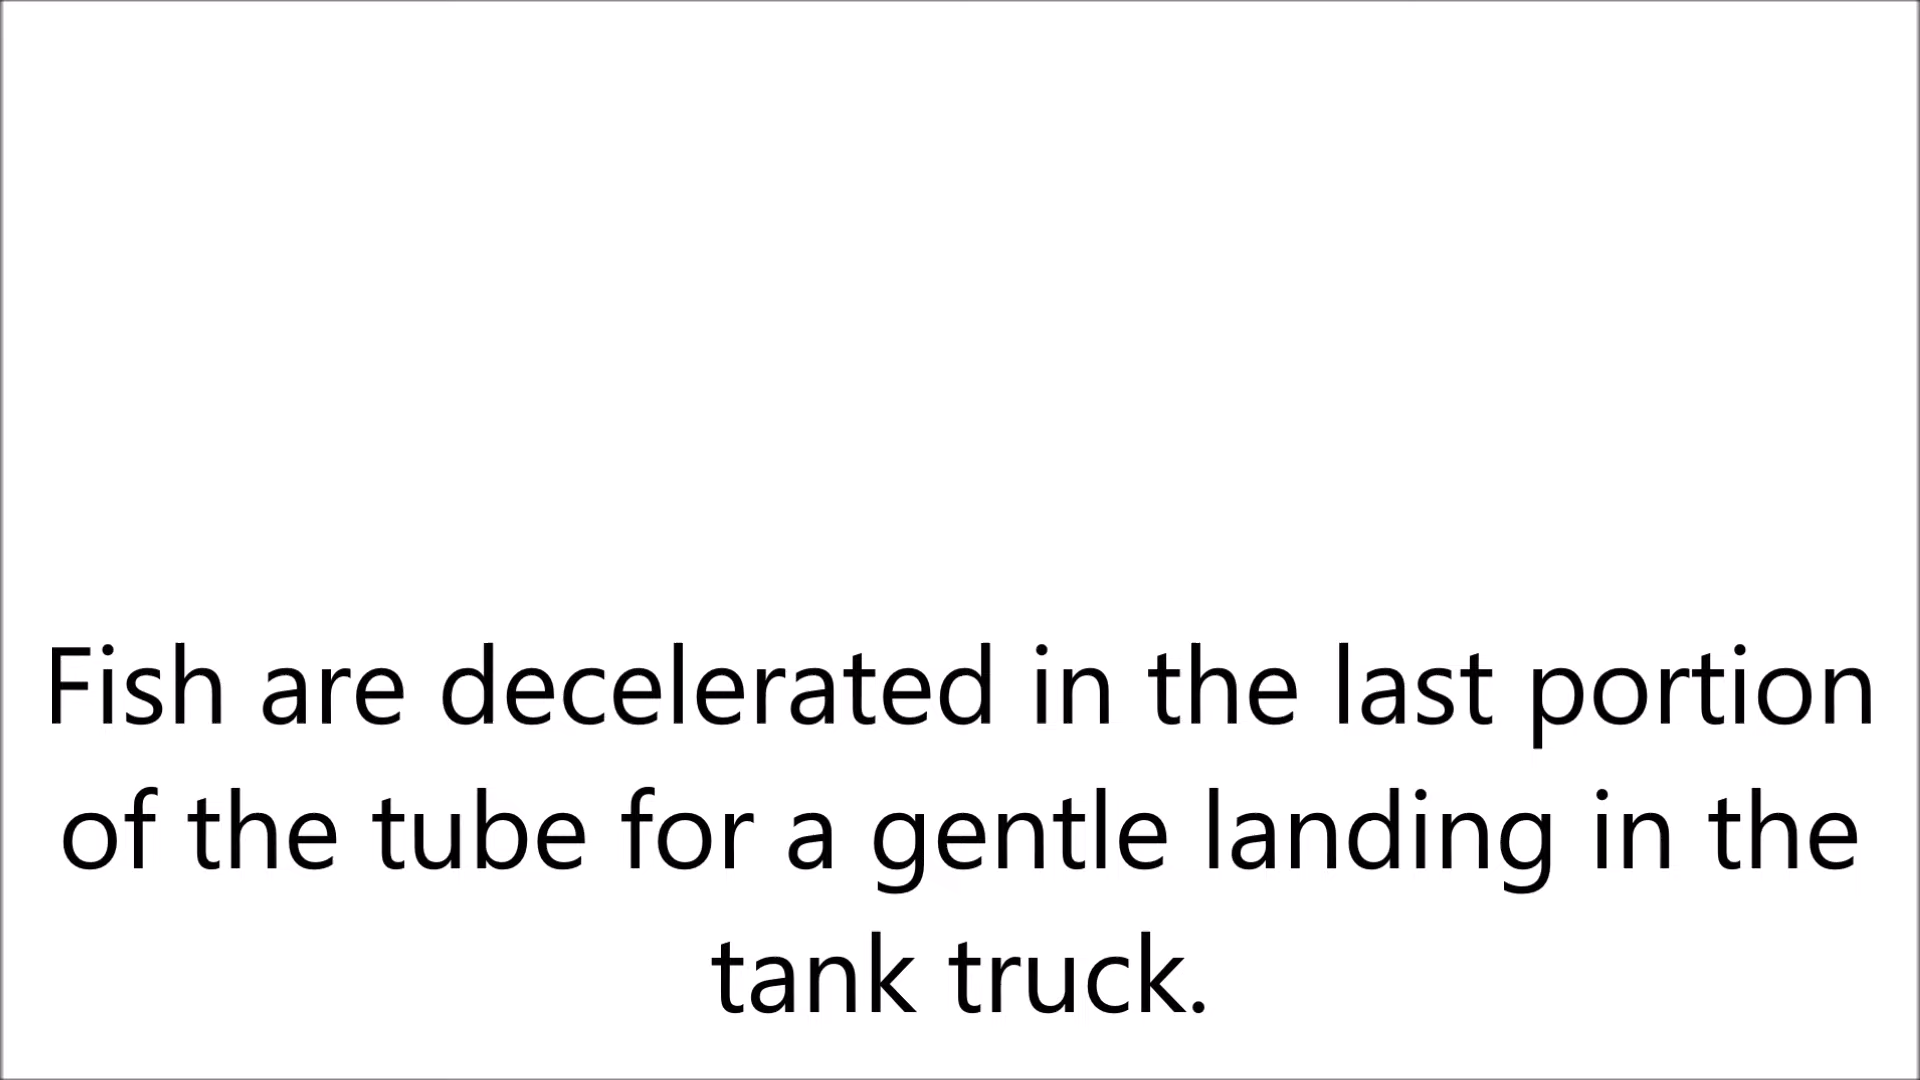 Fish are decelerated in the last portion
of the tube for a gentle landing in the
tank truck.